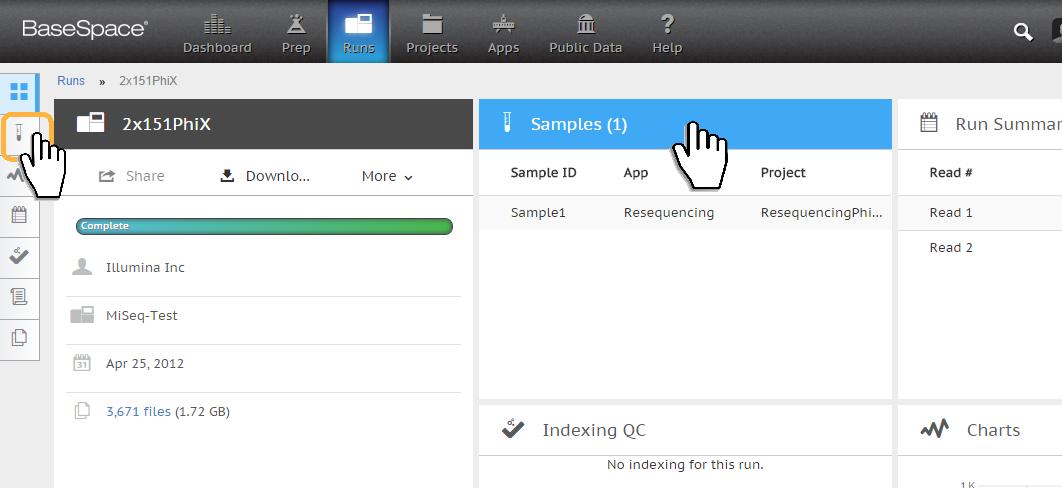 BaseSpace®
Dashboard
Prep
Runs
Projects
Apps
Public Data
Help
Runs » 2x151PhiX
2x151PhiX
Share
Downlo...
More
Complete
Illumina Inc
MiSeq-Test
31
Apr 25, 2012
3,671 files (1.72 GB)
Samples (1)
Sample ID App Project
Sample1 Resequencing ResequencingPhi...
Indexing QC
No indexing for this run.
Run Summar
Read #
Read 1
Read 2
Charts
1 K